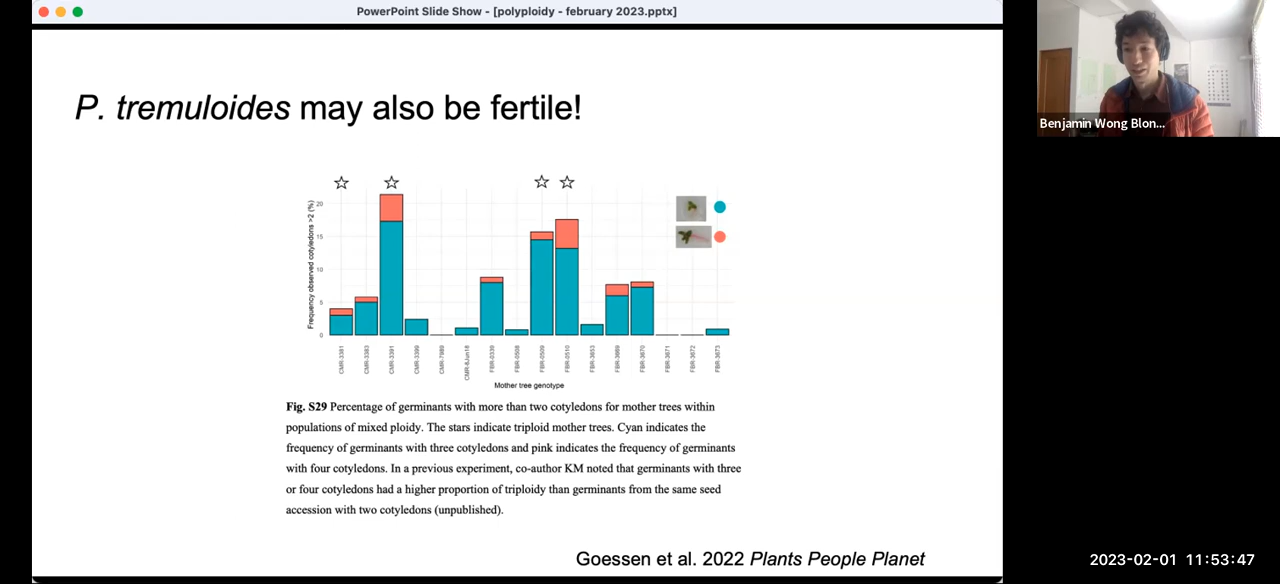 PowerPoint Slide Show - [polyploidy - february 2023.pptx]
Benjamin Wong Blon...
P. tremuloides may also be fertile!
Frequency observed cotyledons >2 (%)
20
15
10
5
0
CMR-3381
CMR-3383
CMR-3391
CMR-3399
CMR-7989
CMR-8Jun18
FBR-0339
FBR-0508
FBR-0509
FBR-0510
FBR-3653
FBR-3669
FBR-3670
FBR-3671
FBR-3672
FBR-3673
Mother tree genotype
Fig. S29 Percentage of germinants with more than two cotyledons for mother trees within
populations of mixed ploidy. The stars indicate triploid mother trees. Cyan indicates the
frequency of germinants with three cotyledons and pink indicates the frequency of germinants
with four cotyledons. In a previous experiment, co-author KM noted that germinants with three
or four cotyledons had a higher proportion of triploidy than germinants from the same seed
accession with two cotyledons (unpublished).
Goessen et al. 2022 Plants People Planet
2023-02-01 11:53:47